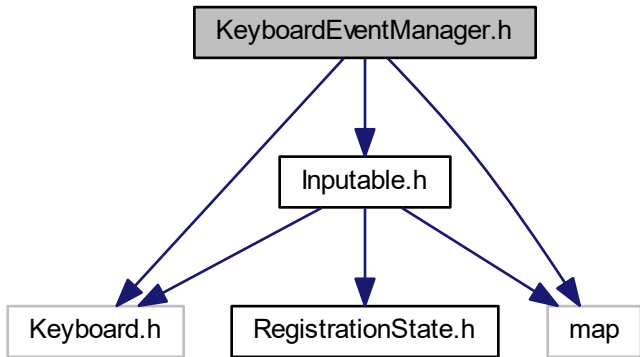 KeyboardEventManager.h
Inputable.h
Keyboard.h
RegistrationState.h
map